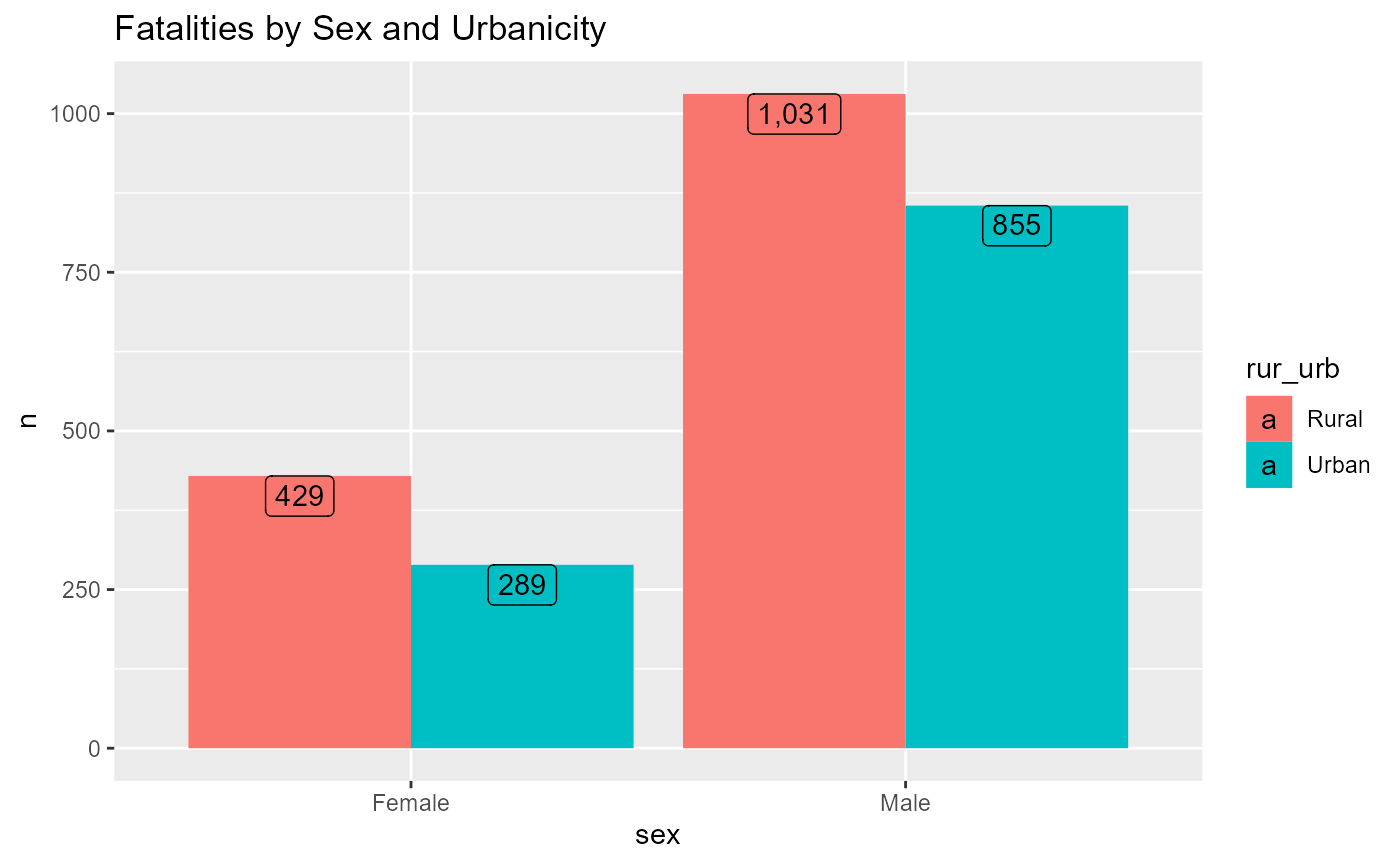 Fatalities by Sex and Urbanicity
1000
750
500
250
0
n
1,031
855
429
289
Female
Male
sex
rur_urb
a Rural
a Urban